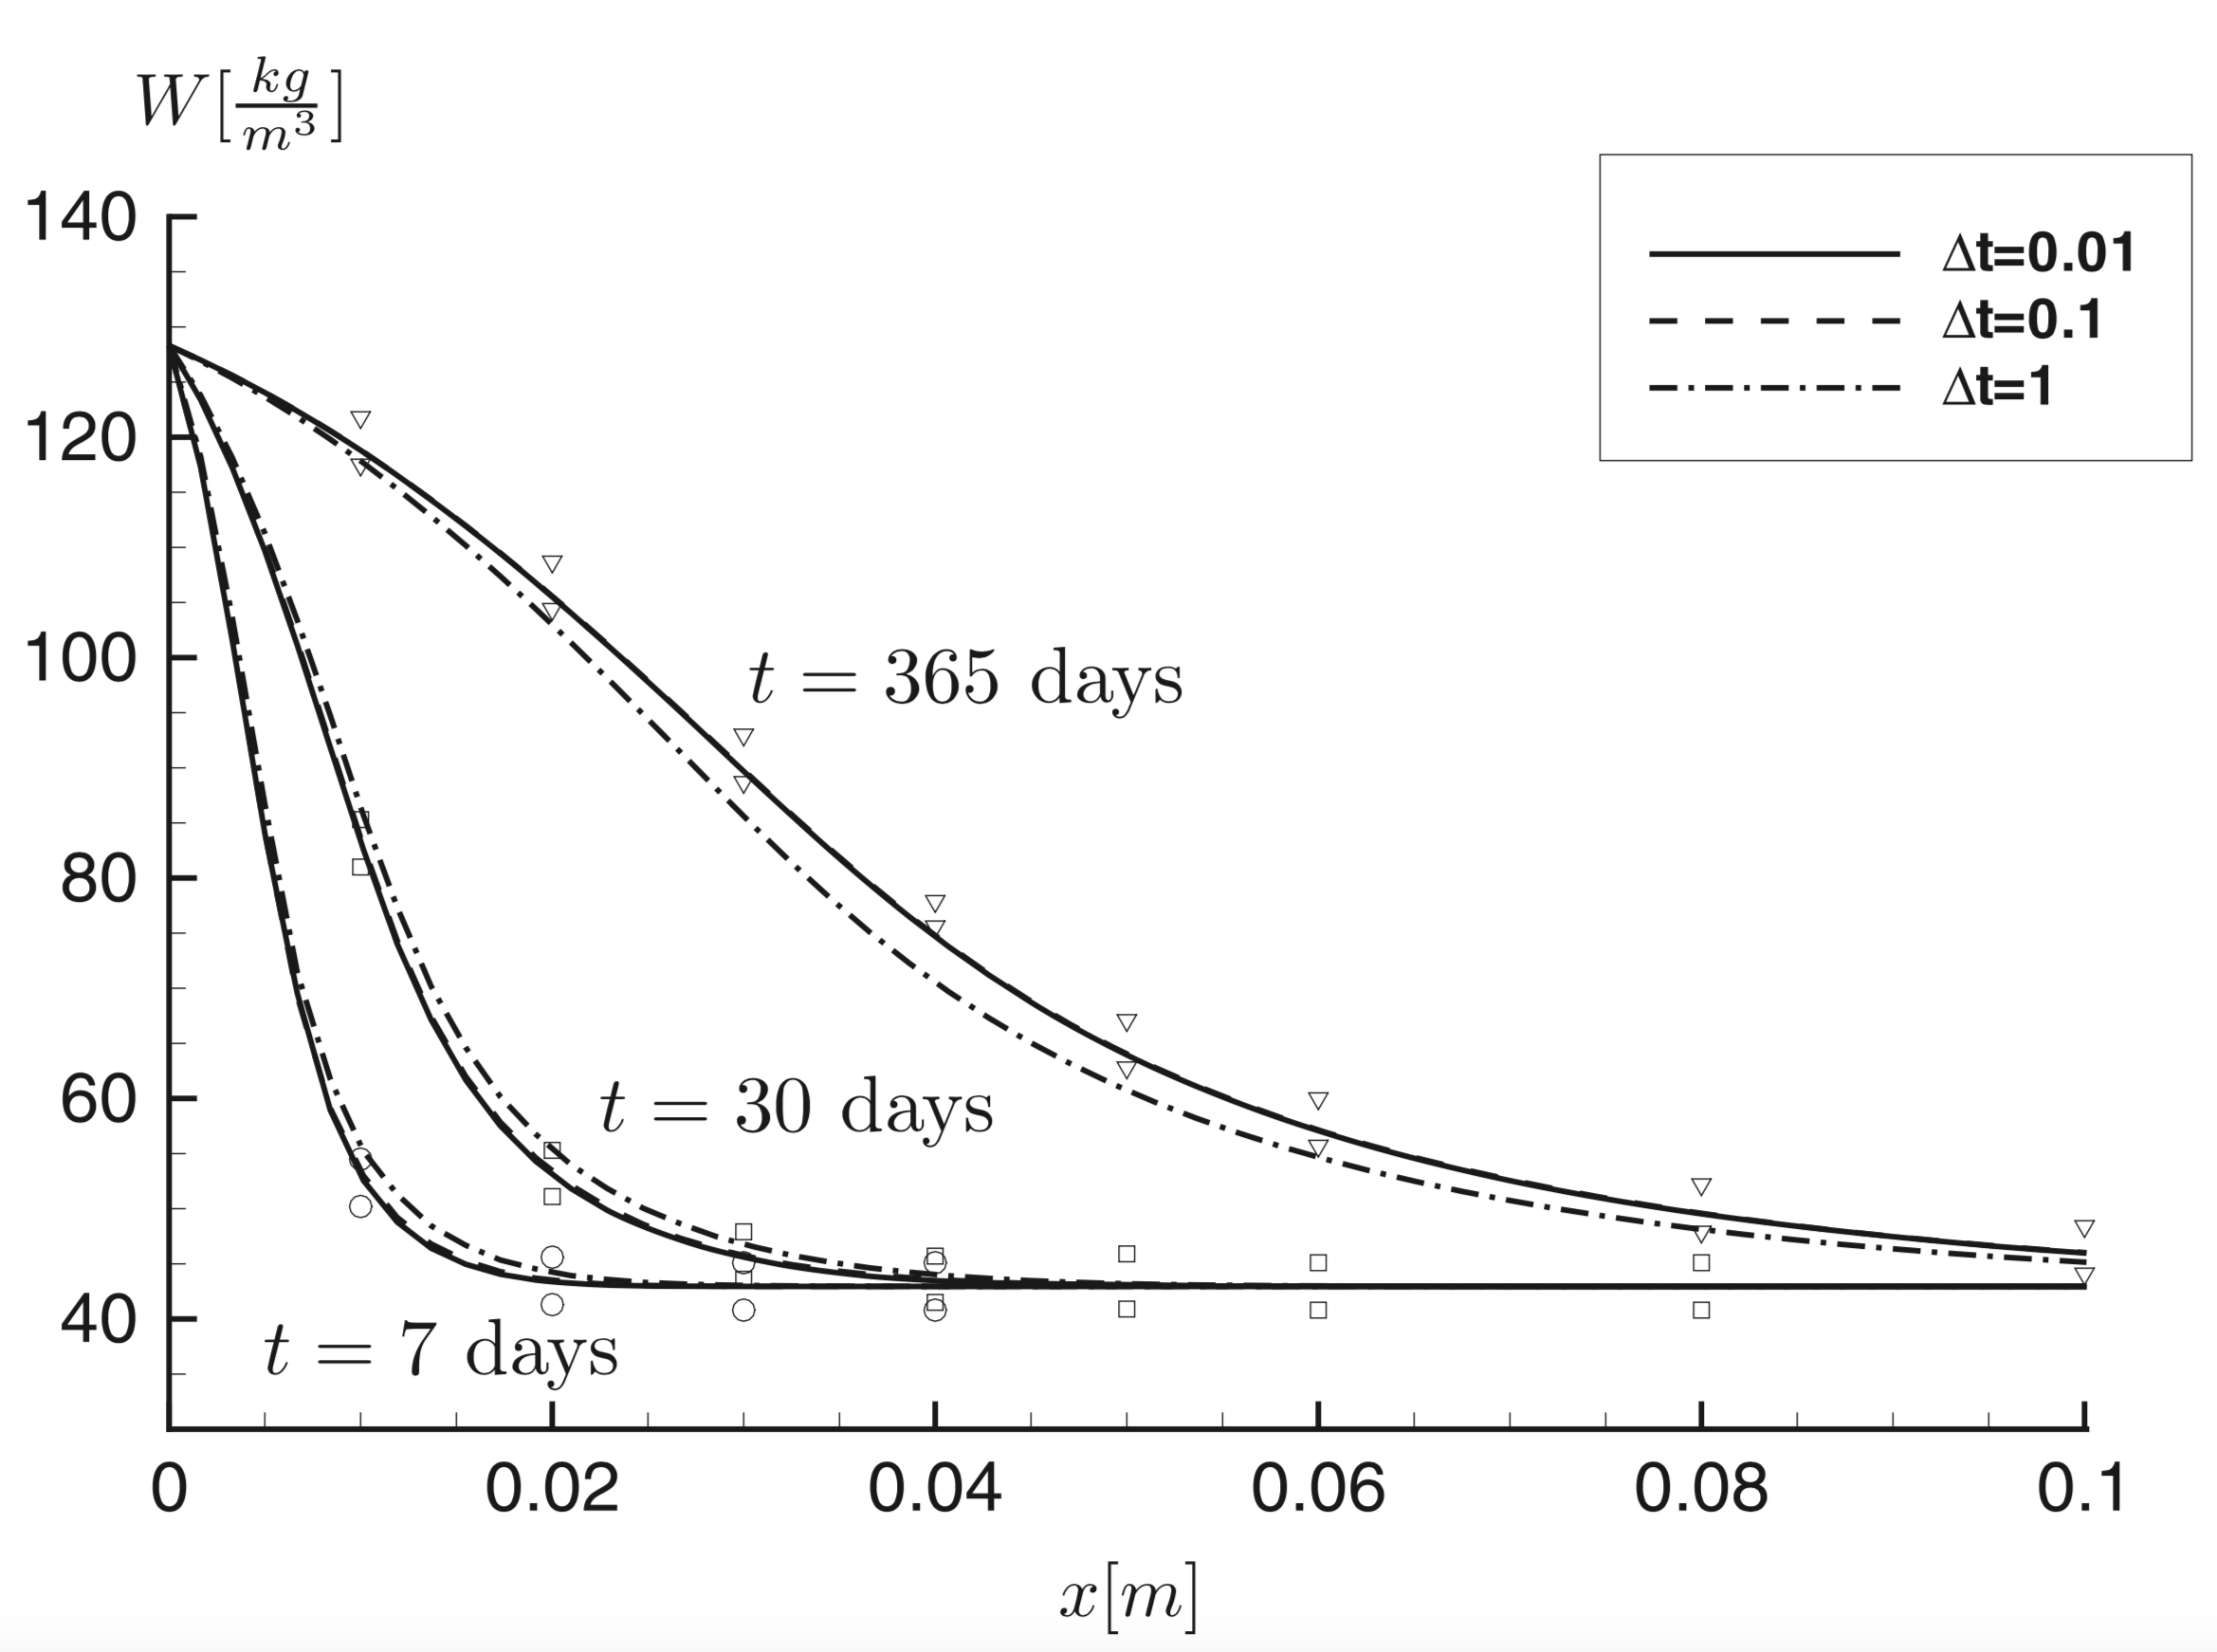 W[kg/m³]
140
120
100
80
60
40
Δt=0.01
Δt=0.1
Δt=1
t = 365 days
t = 30 days
t = 7 days
0 0.02 0.04 0.06 0.08 0.1
x[m]